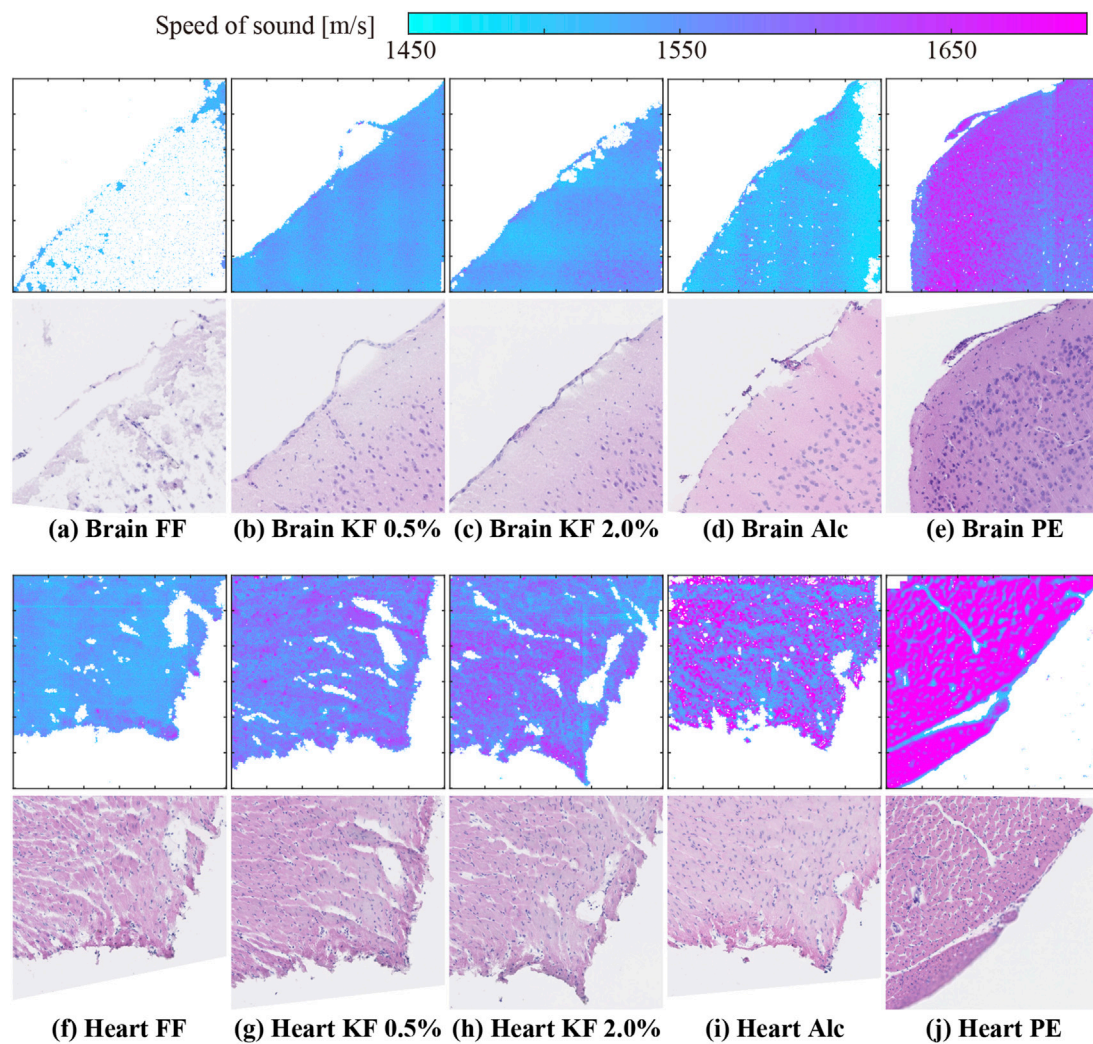 Speed of sound [m/s]
1450 1550 1650
(a) Brain FF (b) Brain KF 0.5% (c) Brain KF 2.0% (d) Brain Alc (e) Brain PE
(f) Heart FF (g) Heart KF 0.5% (h) Heart KF 2.0% (i) Heart Alc (j) Heart PE